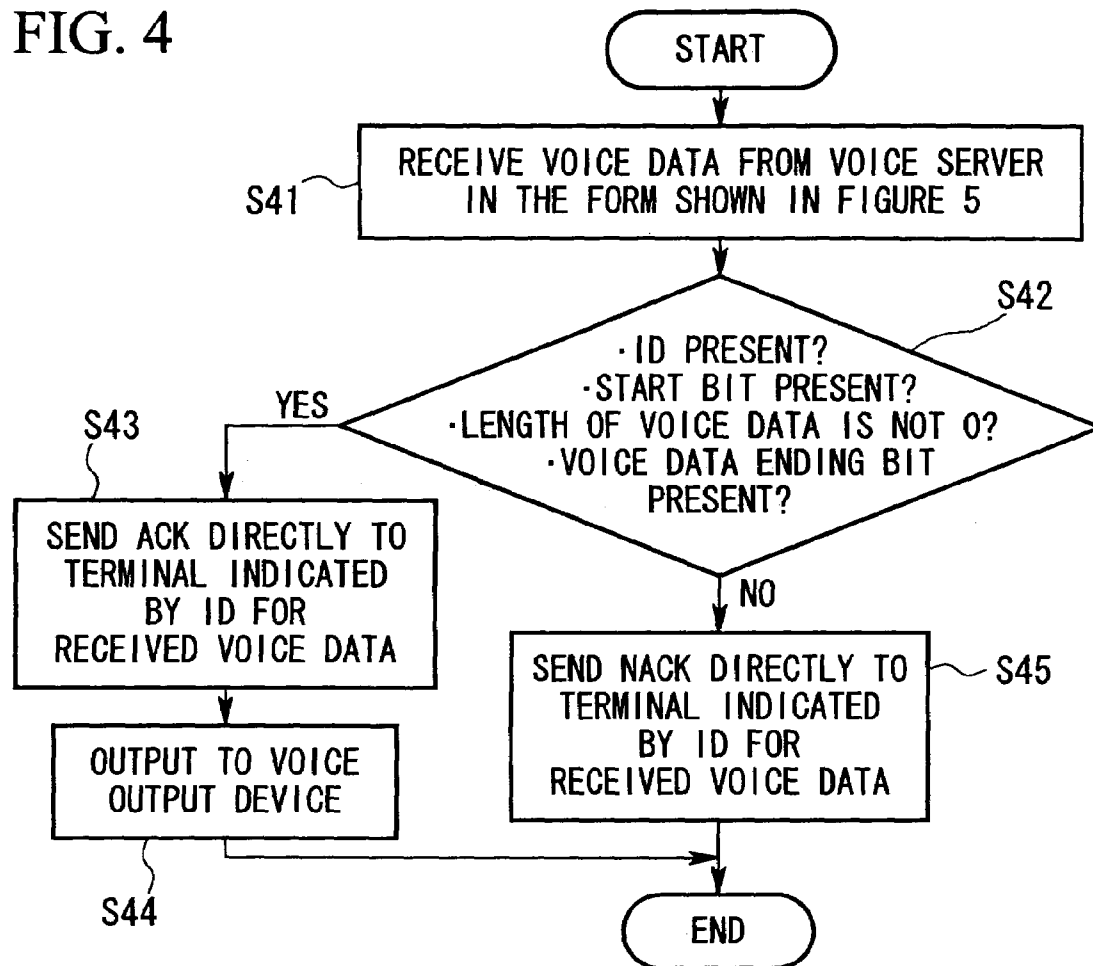 FIG. 4
START
RECEIVE VOICE DATA FROM VOICE SERVER
IN THE FORM SHOWN IN FIGURE 5
S41
S42
·ID PRESENT?
·START BIT PRESENT?
·LENGTH OF VOICE DATA IS NOT 0?
·VOICE DATA ENDING BIT
PRESENT?
YES
S43
SEND ACK DIRECTLY TO
TERMINAL INDICATED
BY ID FOR
RECEIVED VOICE DATA
NO
SEND NACK DIRECTLY TO
TERMINAL INDICATED
BY ID FOR
RECEIVED VOICE DATA
S45
OUTPUT TO VOICE
OUTPUT DEVICE
S44
END